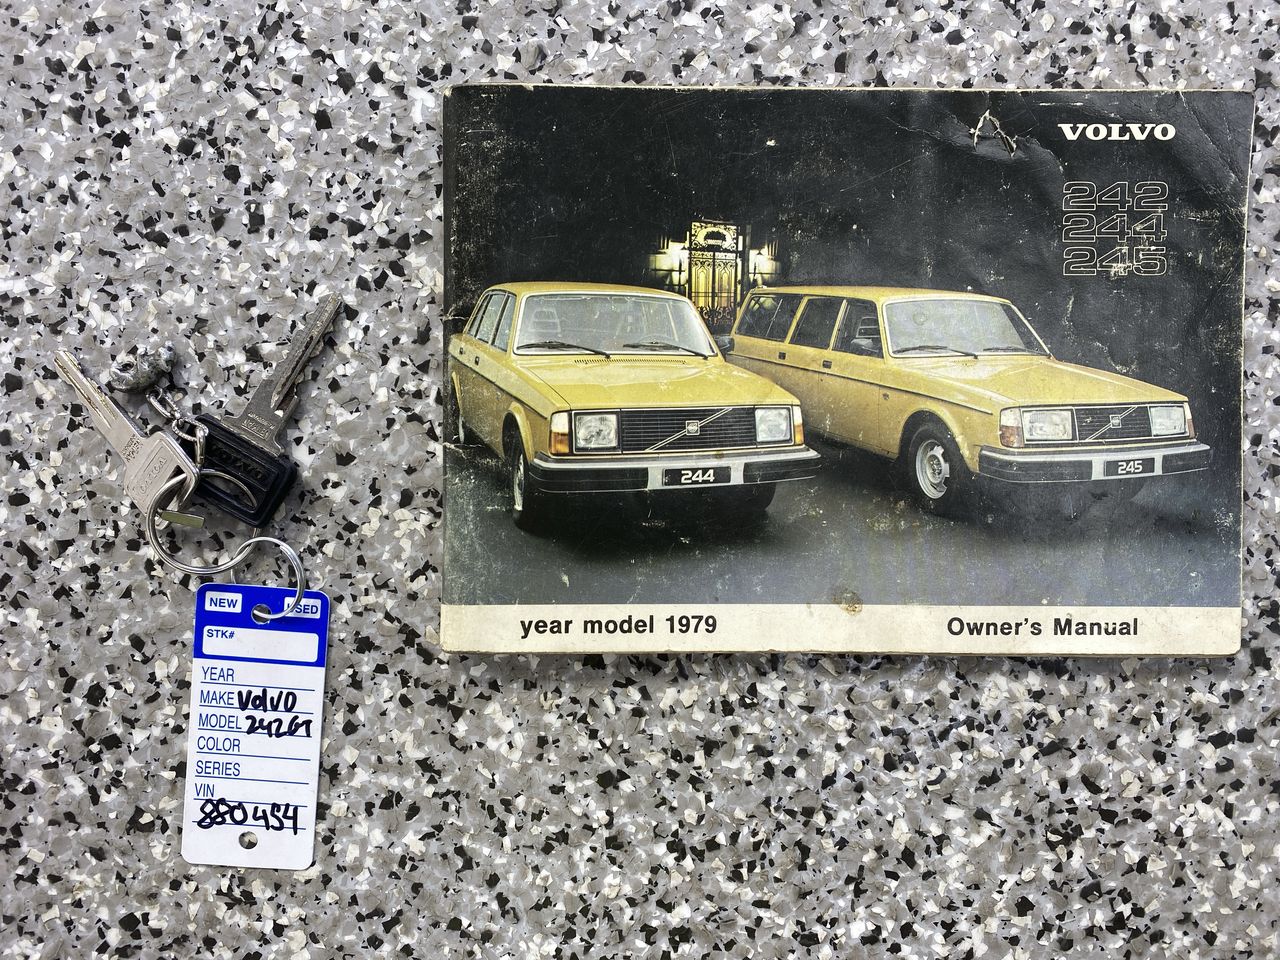 VOLVO
242
244
245
244
245
year model 1979
Owner's Manual
VOLVO
NEW
USED
STK#
YEAR
MAKE Volvo
MODEL 242GT
COLOR
SERIES
VIN
880454